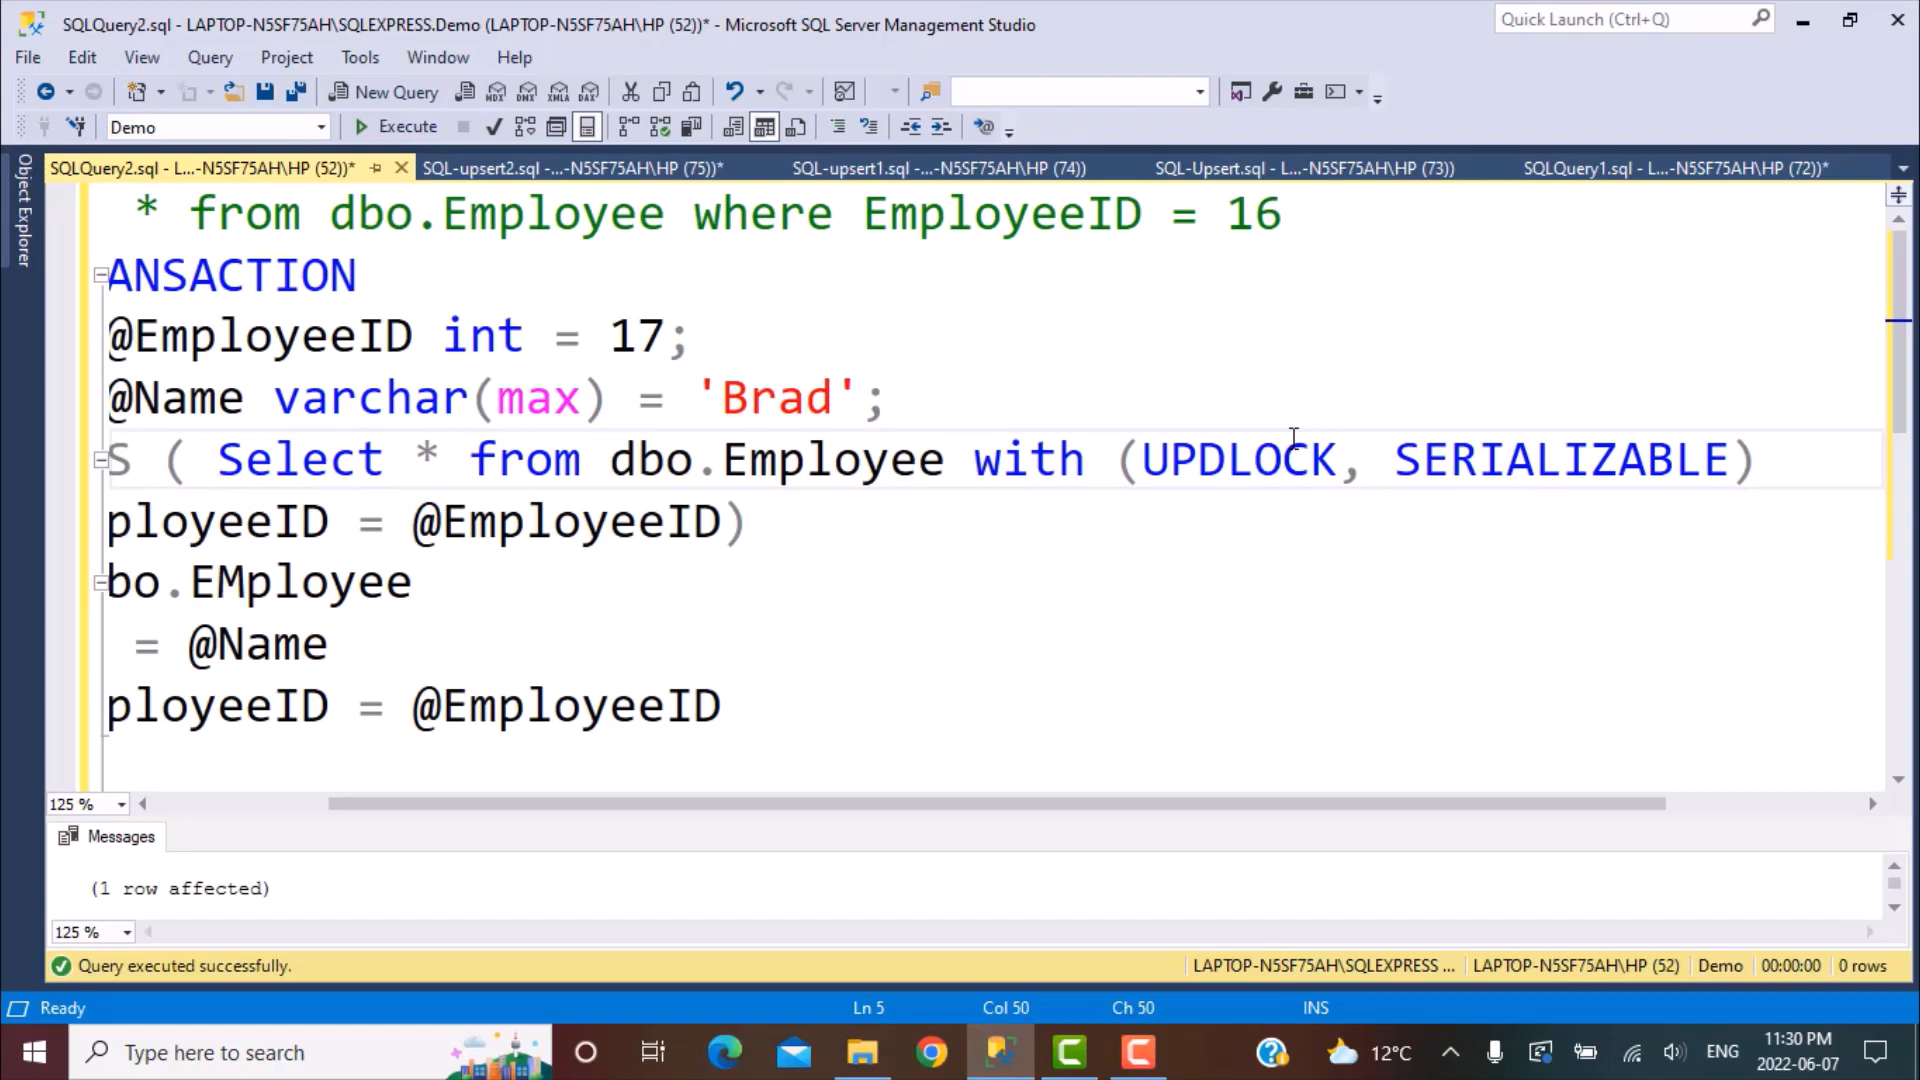 SQLQuery2.sql - LAPTOP-N5SF75AH\SQLEXPRESS.Demo (LAPTOP-N5SF75AH\HP (52))* - Microsoft SQL Server Management Studio
Quick Launch (Ctrl+Q)
File Edit View Query Project Tools Window Help
New Query MDX DMX XMLA DAX
Demo Execute
SQLQuery2.sql - L...-N5SF75AH\HP (52))* SQL-upsert2.sql -...-N5SF75AH\HP (75))* SQL-upsert1.sql -...-N5SF75AH\HP (74)) SQL-Upsert.sql - L...-N5SF75AH\HP (73)) SQLQuery1.sql - L...-N5SF75AH\HP (72))*
Object Explorer
* from dbo.Employee where EmployeeID = 16
ANSACTION
@EmployeeID int = 17;
@Name varchar(max) = 'Brad';
S ( Select * from dbo.Employee with (UPDLOCK, SERIALIZABLE)
ployeeID = @EmployeeID)
bo.EMployee
= @Name
ployeeID = @EmployeeID
125 %
Messages
(1 row affected)
125 %
Query executed successfully. LAPTOP-N5SF75AH\SQLEXPRESS ... LAPTOP-N5SF75AH\HP (52) Demo 00:00:00 0 rows
Ready Ln 5 Col 50 Ch 50 INS
Type here to search 12°C ENG 11:30 PM
2022-06-07